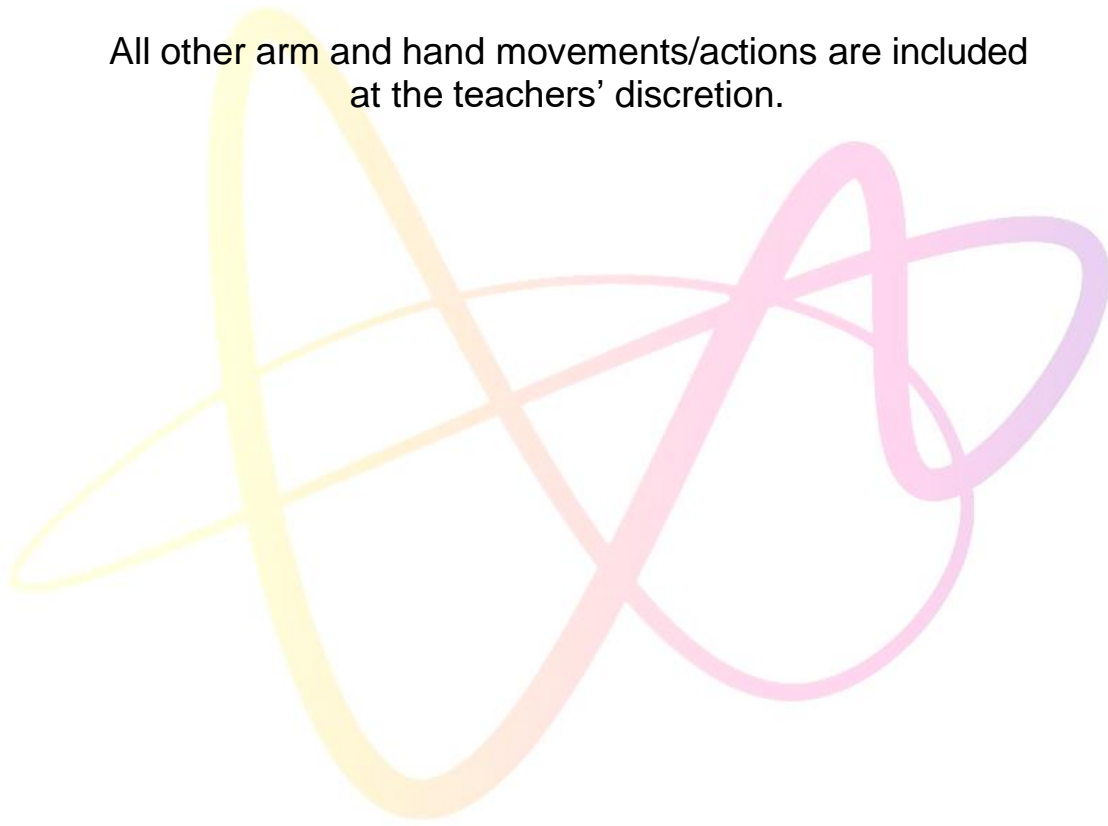 All other arm and hand movements/actions are included
at the teachers’ discretion.